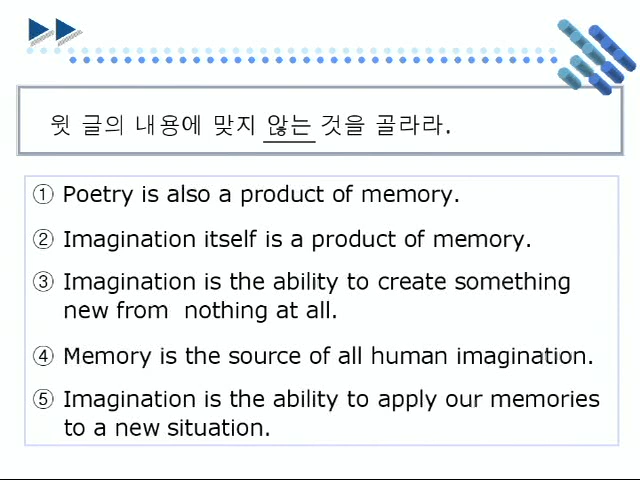 윗 글의 내용에 맞지 않는 것을 골라라.
① Poetry is also a product of memory.
② Imagination itself is a product of memory.
③ Imagination is the ability to create something
new from nothing at all.
④ Memory is the source of all human imagination.
⑤ Imagination is the ability to apply our memories
to a new situation.